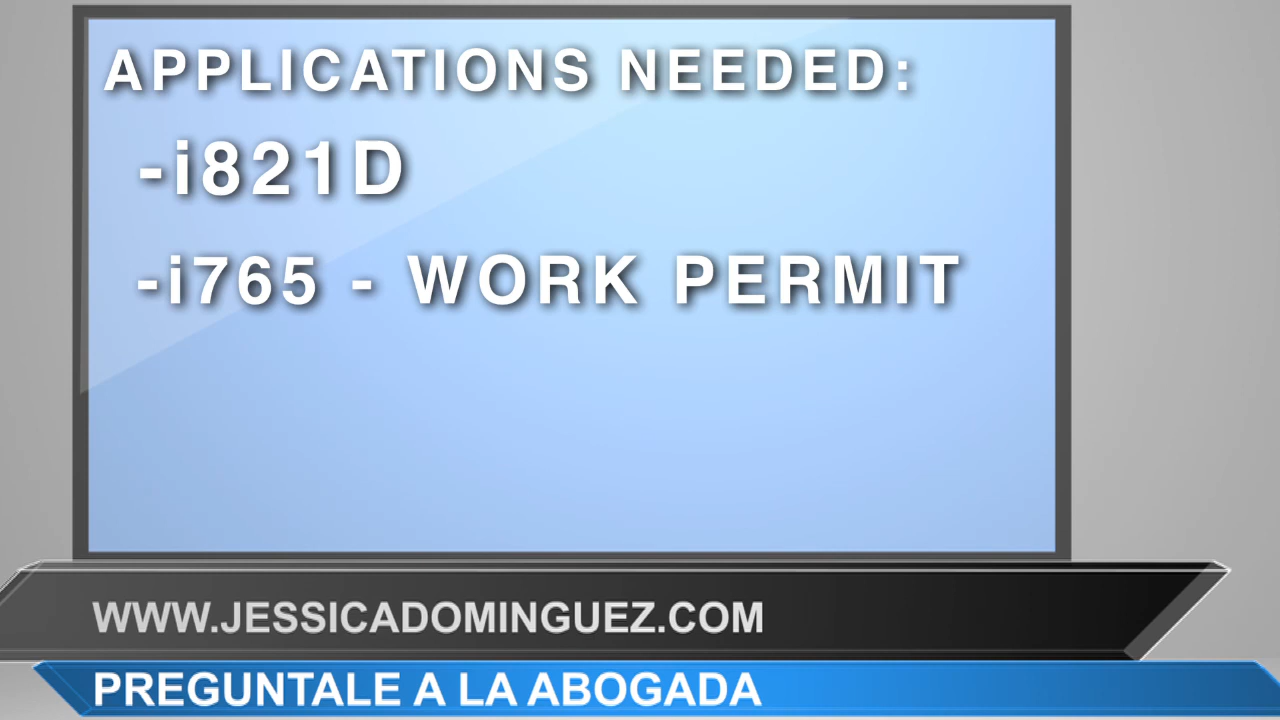 APPLICATIONS NEEDED:
-i821D
-i765 - WORK PERMIT
WWW.JESSICADOMINGUEZ.COM
PREGUNTALE A LA ABOGADA